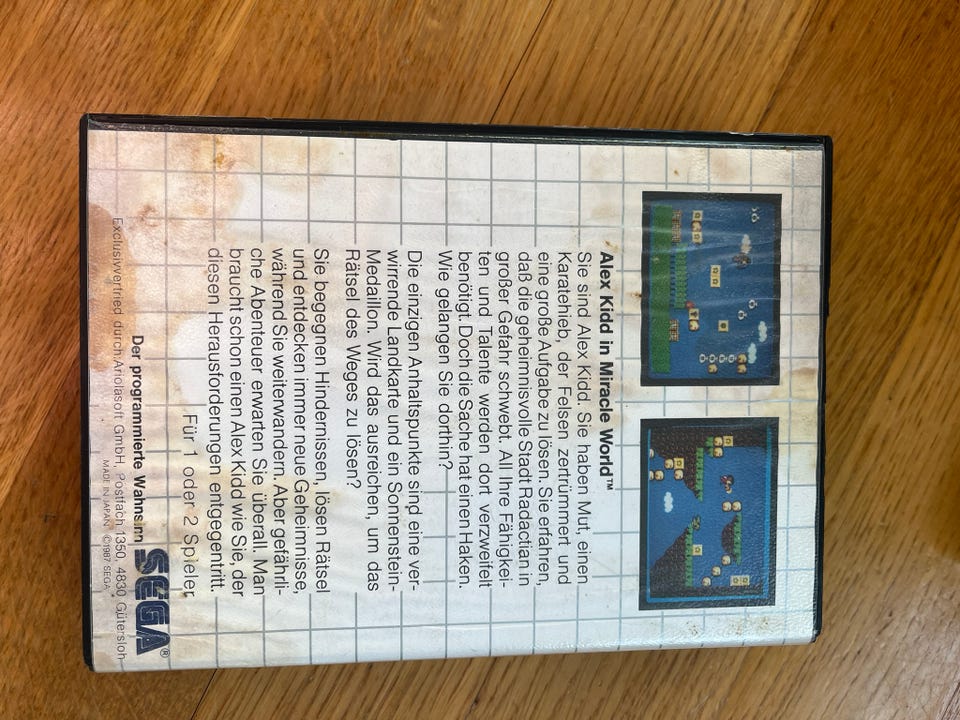 Alex Kidd in Miracle World™
Sie sind Alex Kidd. Sie haben Mut, einen
Karatehieb, der Felsen zertrümmert und
eine große Aufgabe zu lösen. Sie erfahren,
daß die geheimnisvolle Stadt Radactian in
großer Gefahr schwebt. All Ihre Fähigkei-
ten und Talente werden dort verzweifelt
benötigt. Doch die Sache hat einen Haken.
Wie gelangen Sie dorthin?
Die einzigen Anhaltspunkte sind eine ver-
wirrende Landkarte und ein Sonnenstein-
Medaillon. Wird das ausreichen, um das
Rätsel des Weges zu lösen?
Sie begegnen Hindernissen, lösen Rätsel
und entdecken immer neue Geheimnisse,
während Sie weiterwandern. Aber gefährli-
che Abenteuer erwarten Sie überall. Man
braucht schon einen Alex Kidd wie Sie, der
diesen Herausforderungen entgegentritt.
Für 1 oder 2 Spieler.
Der programmierte Wahnsinn SEGA®
MADE IN JAPAN ©1987 SEGA
Exclusivvertrieb durch Ariolasoft GmbH, Postfach 1350, 4830 Gütersloh